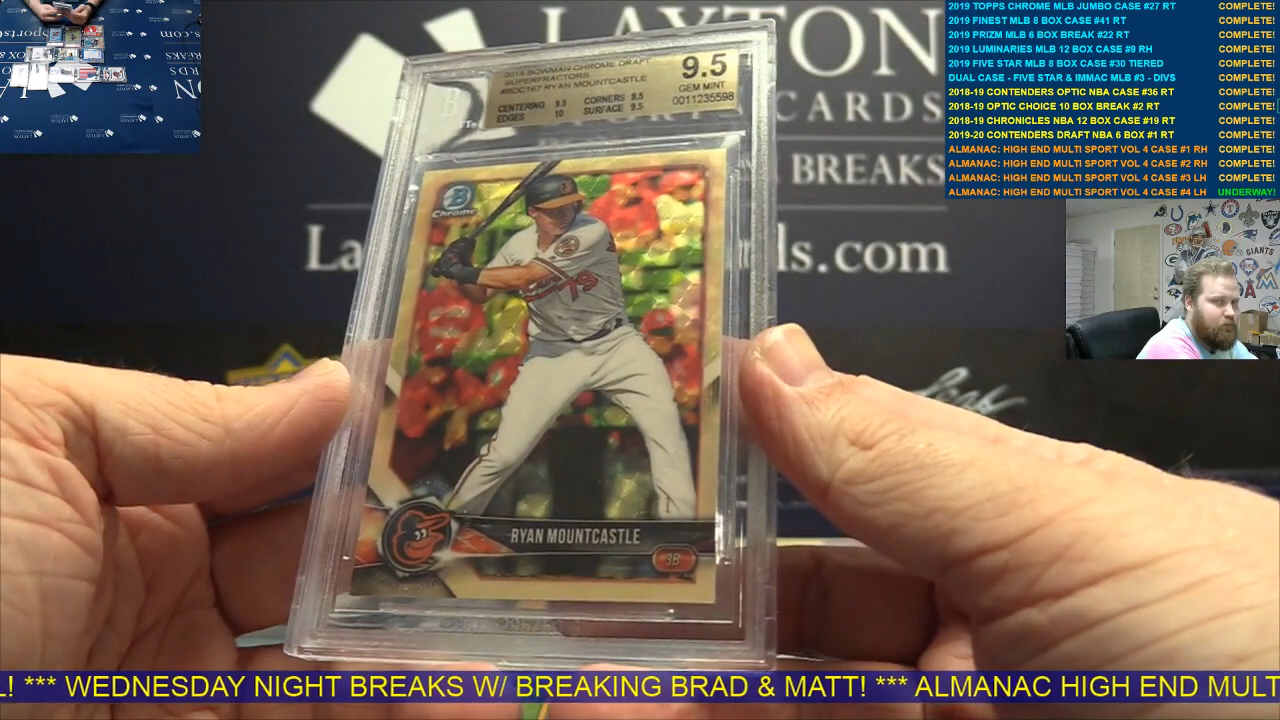 2019 TOPPS CHROME MLB JUMBO CASE #27 RT COMPLETE!
2019 FINEST MLB 8 BOX CASE #41 RT COMPLETE!
2019 PRIZM MLB 6 BOX BREAK #22 RT COMPLETE!
2019 LUMINARIES MLB 12 BOX CASE #9 RH COMPLETE!
2019 FIVE STAR MLB 8 BOX CASE #30 TIERED COMPLETE!
DUAL CASE - FIVE STAR & IMMAC MLB #3 - DIVS COMPLETE!
2018-19 CONTENDERS OPTIC NBA CASE #36 RT COMPLETE!
2018-19 OPTIC CHOICE 10 BOX BREAK #2 RT COMPLETE!
2018-19 CHRONICLES NBA 12 BOX CASE #19 RT COMPLETE!
2019-20 CONTENDERS DRAFT NBA 6 BOX #1 RT COMPLETE!
ALMANAC: HIGH END MULTI SPORT VOL 4 CASE #1 RH COMPLETE!
ALMANAC: HIGH END MULTI SPORT VOL 4 CASE #2 RH COMPLETE!
ALMANAC: HIGH END MULTI SPORT VOL 4 CASE #3 LH COMPLETE!
ALMANAC: HIGH END MULTI SPORT VOL 4 CASE #4 LH UNDERWAY!
LAYTON
CARDS
BREAKS
La ds.com
2018 BOWMAN CHROME DRAFT
SUPERFRACTORS
#BDC167 RYAN MOUNTCASTLE
CENTERING 9.5 CORNERS 9.5
EDGES 10 SURFACE 9.5
9.5
GEM MINT
0011235598
B
Chrome
19
RYAN MOUNTCASTLE
3B
Leaf
GIANTS
L! *** WEDNESDAY NIGHT BREAKS W/ BREAKING BRAD & MATT! *** ALMANAC HIGH END MULT